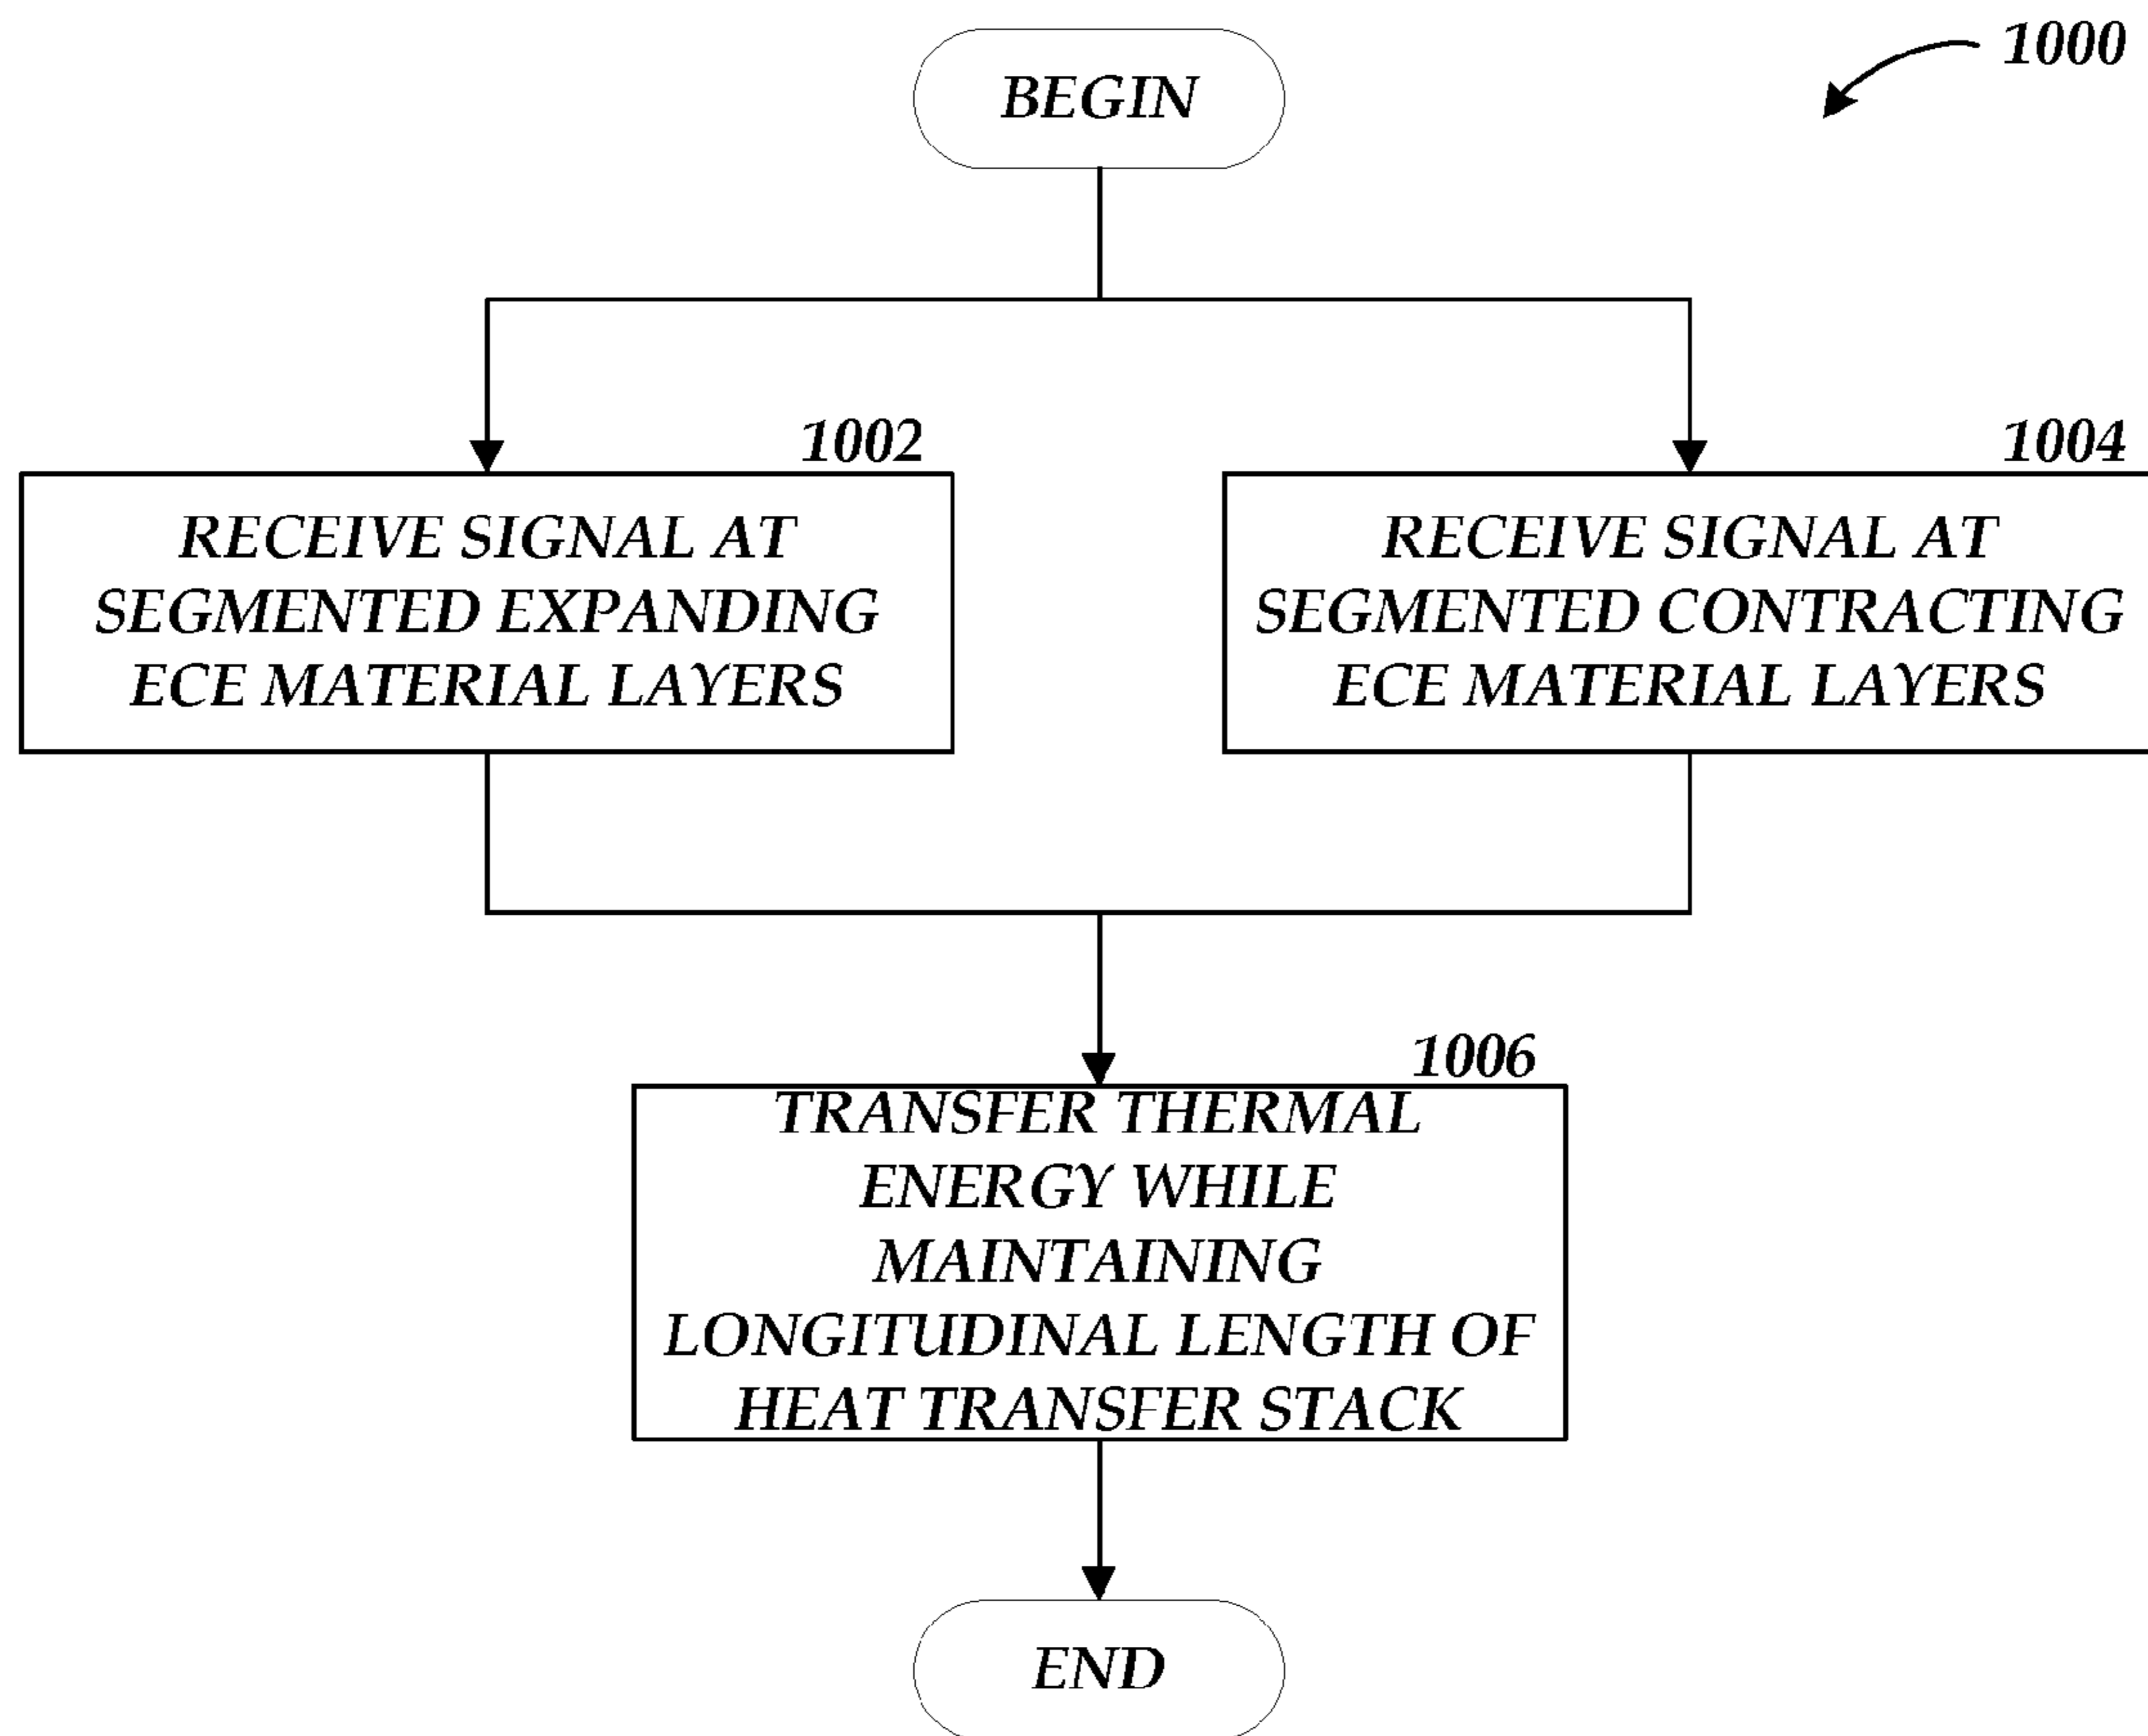 1000
BEGIN
1002
RECEIVE SIGNAL AT
SEGMENTED EXPANDING
ECE MATERIAL LAYERS
1004
RECEIVE SIGNAL AT
SEGMENTED CONTRACTING
ECE MATERIAL LAYERS
1006
TRANSFER THERMAL
ENERGY WHILE
MAINTAINING
LONGITUDINAL LENGTH OF
HEAT TRANSFER STACK
END